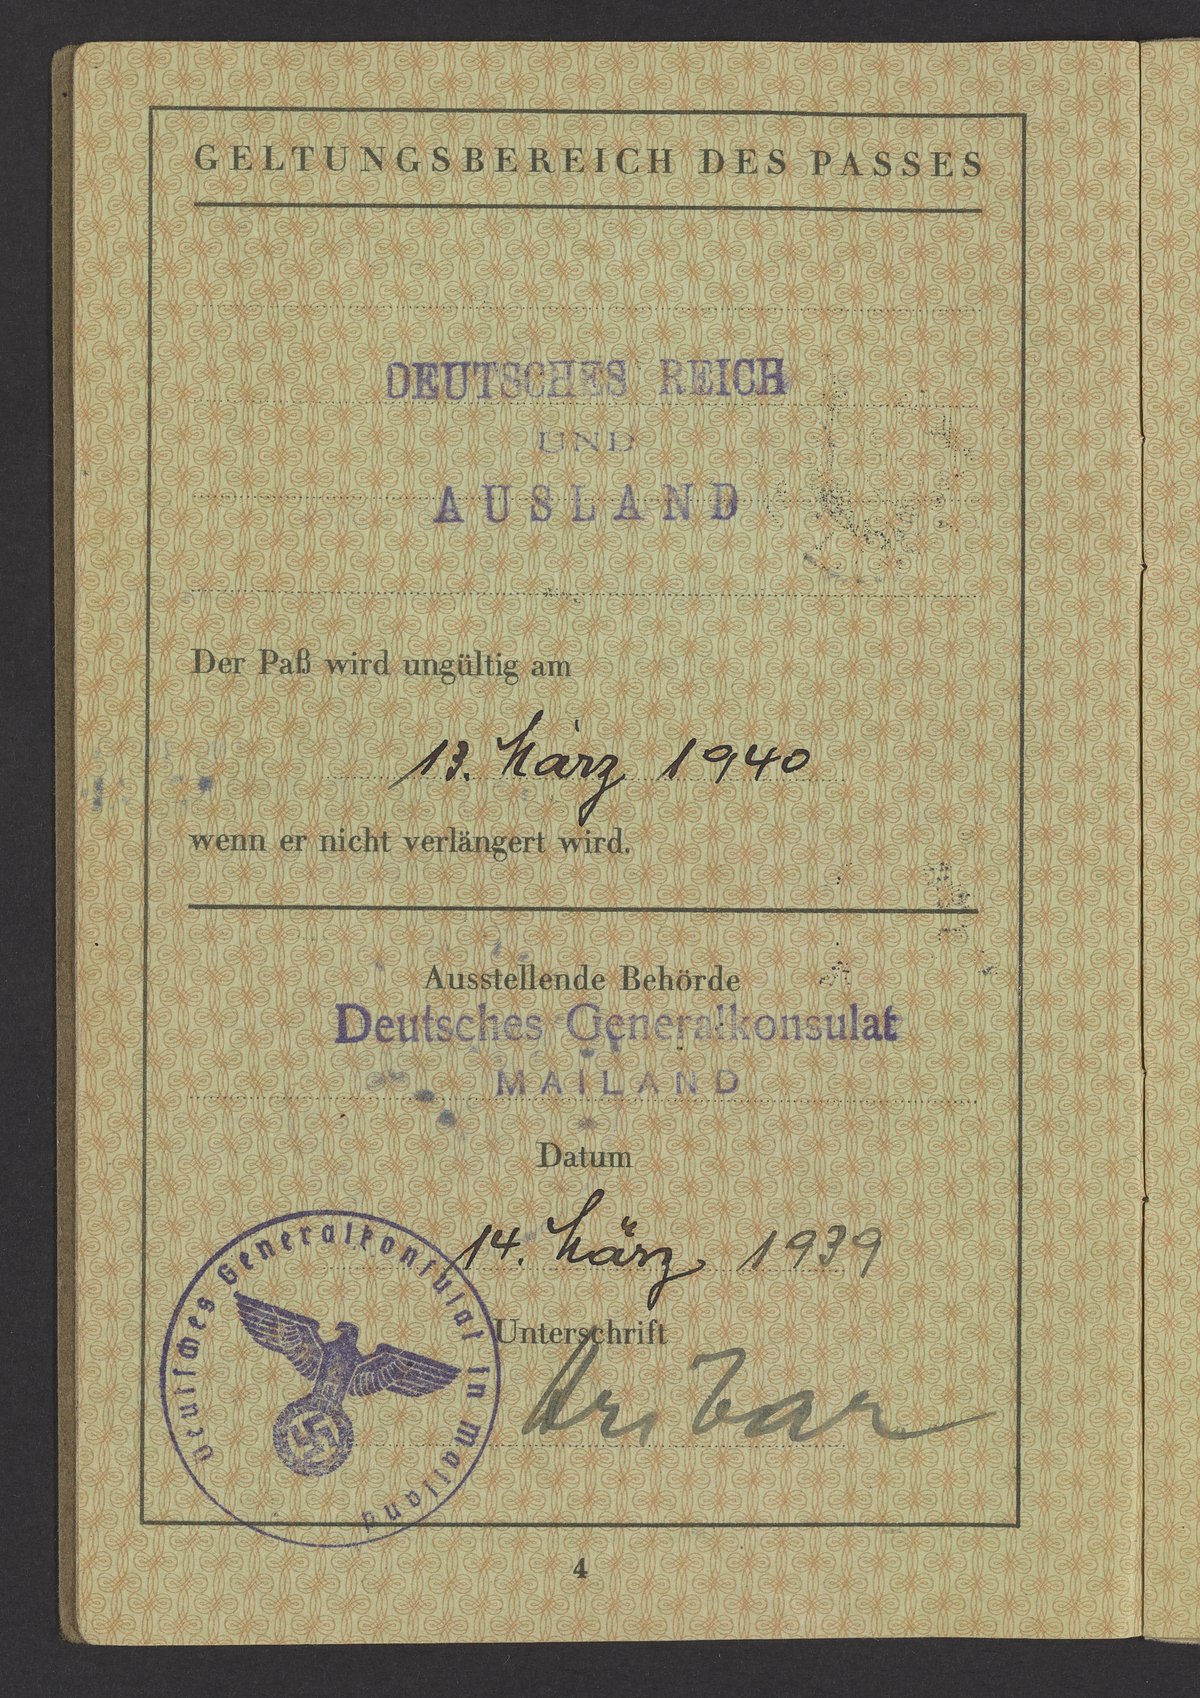 GELTUNGSBEREICH DES PASSES
DEUTSCHES REICH
UND
AUSLAND
Der Paß wird ungültig am
13. März 1940
wenn er nicht verlängert wird.
Ausstellende Behörde
Deutsches Generalkonsulat
MAILAND
Datum
14. März 1939
Unterschrift
Deutsches Generalkonsulat in Mailand
4